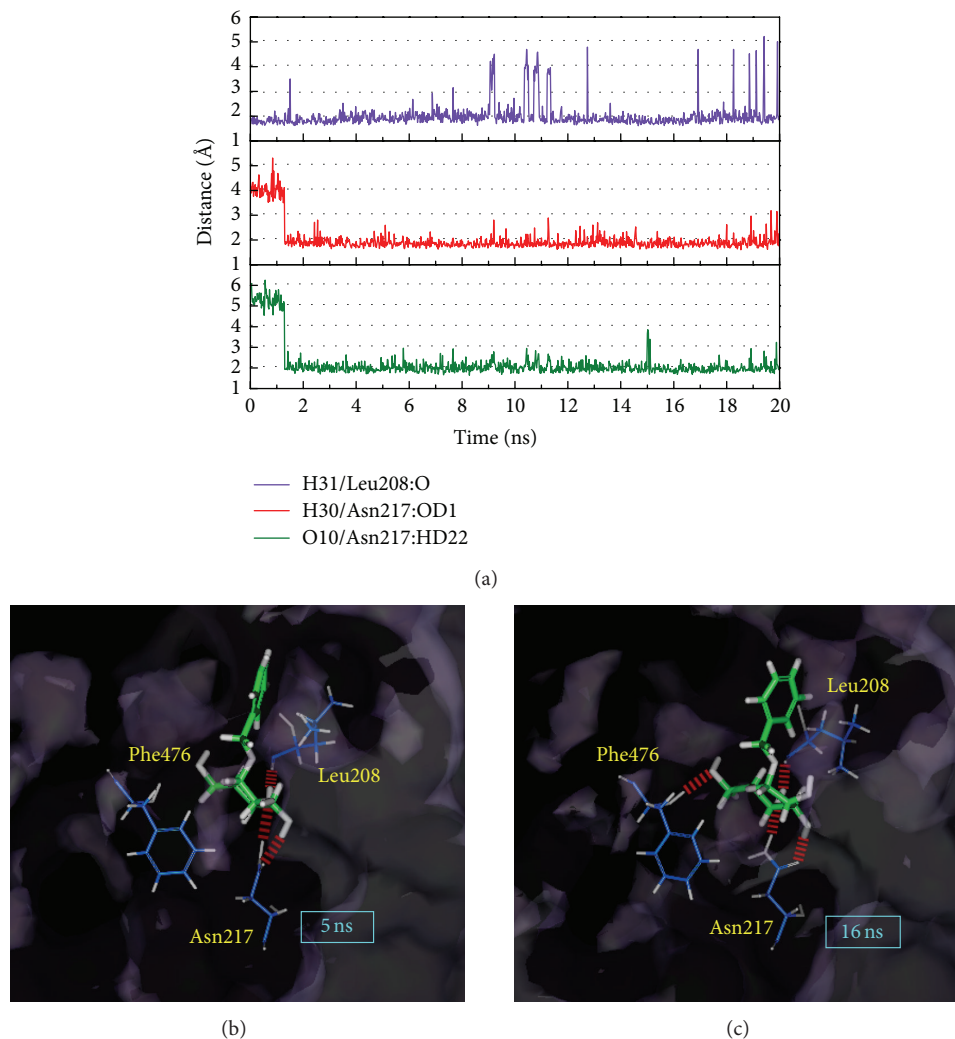 6
5
4
3
2
1
5
4
3
2
1
6
5
4
3
2
1
Distance (Å)
0 2 4 6 8 10 12 14 16 18 20
Time (ns)
H31/Leu208:O
H30/Asn217:OD1
O10/Asn217:HD22
(a)
Phe476
Leu208
Asn217
5 ns
(b)
Leu208
Phe476
Asn217
16 ns
(c)